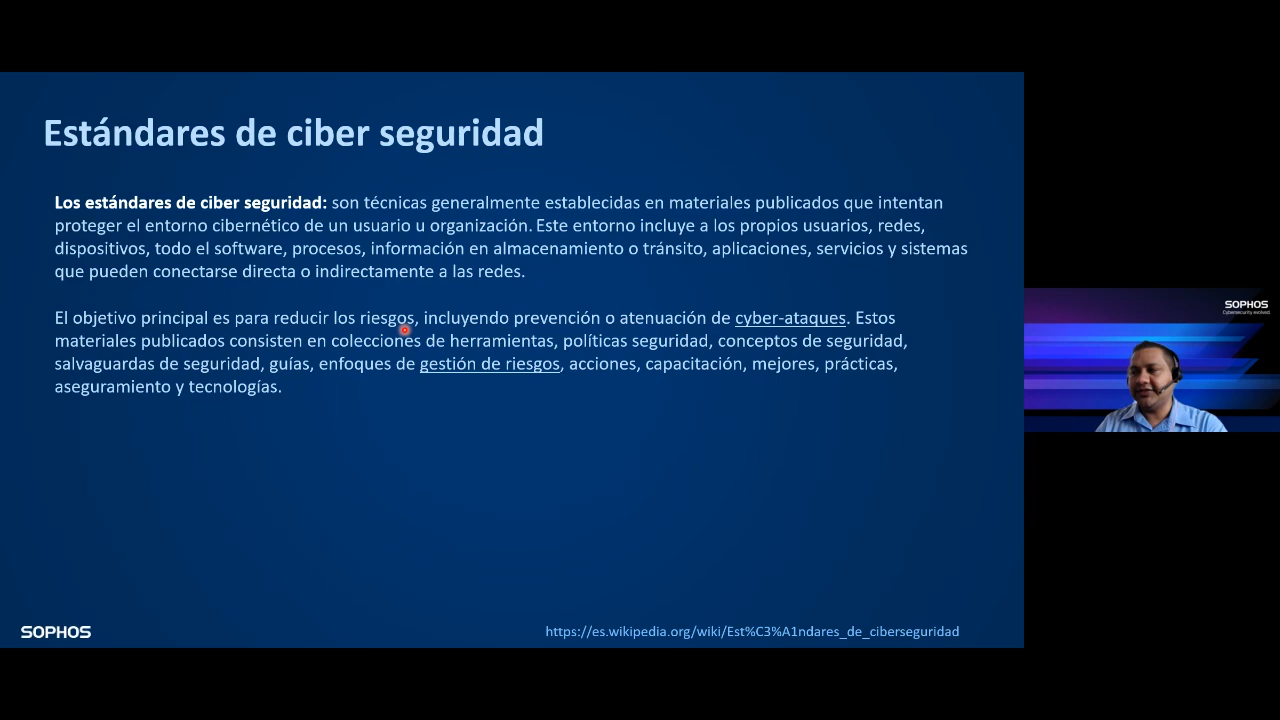 Estándares de ciber seguridad
Los estándares de ciber seguridad: son técnicas generalmente establecidas en materiales publicados que intentan
proteger el entorno cibernético de un usuario u organización. Este entorno incluye a los propios usuarios, redes,
dispositivos, todo el software, procesos, información en almacenamiento o tránsito, aplicaciones, servicios y sistemas
que pueden conectarse directa o indirectamente a las redes.
El objetivo principal es para reducir los riesgos, incluyendo prevención o atenuación de cyber-ataques. Estos
materiales publicados consisten en colecciones de herramientas, políticas seguridad, conceptos de seguridad,
salvaguardas de seguridad, guías, enfoques de gestión de riesgos, acciones, capacitación, mejores, prácticas,
aseguramiento y tecnologías.
SOPHOS
https://es.wikipedia.org/wiki/Est%C3%A1ndares_de_ciberseguridad
SOPHOS
Cybersecurity evolved.